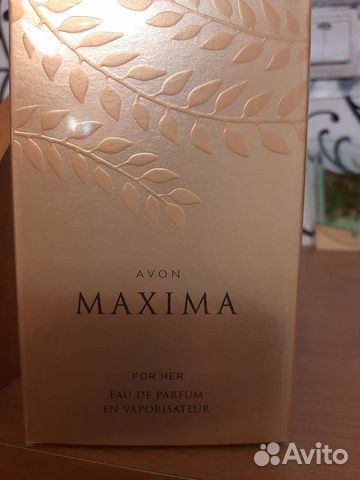 AVON
MAXIMA
FOR HER
EAU DE PARFUM
EN VAPORISATEUR
Avito